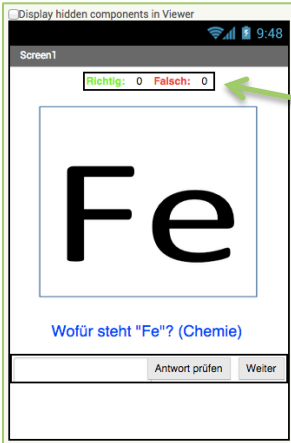 Display hidden components in Viewer
9:48
Screen1
Richtig: 0 Falsch: 0
Fe
Wofür steht "Fe"? (Chemie)
Antwort prüfen Weiter